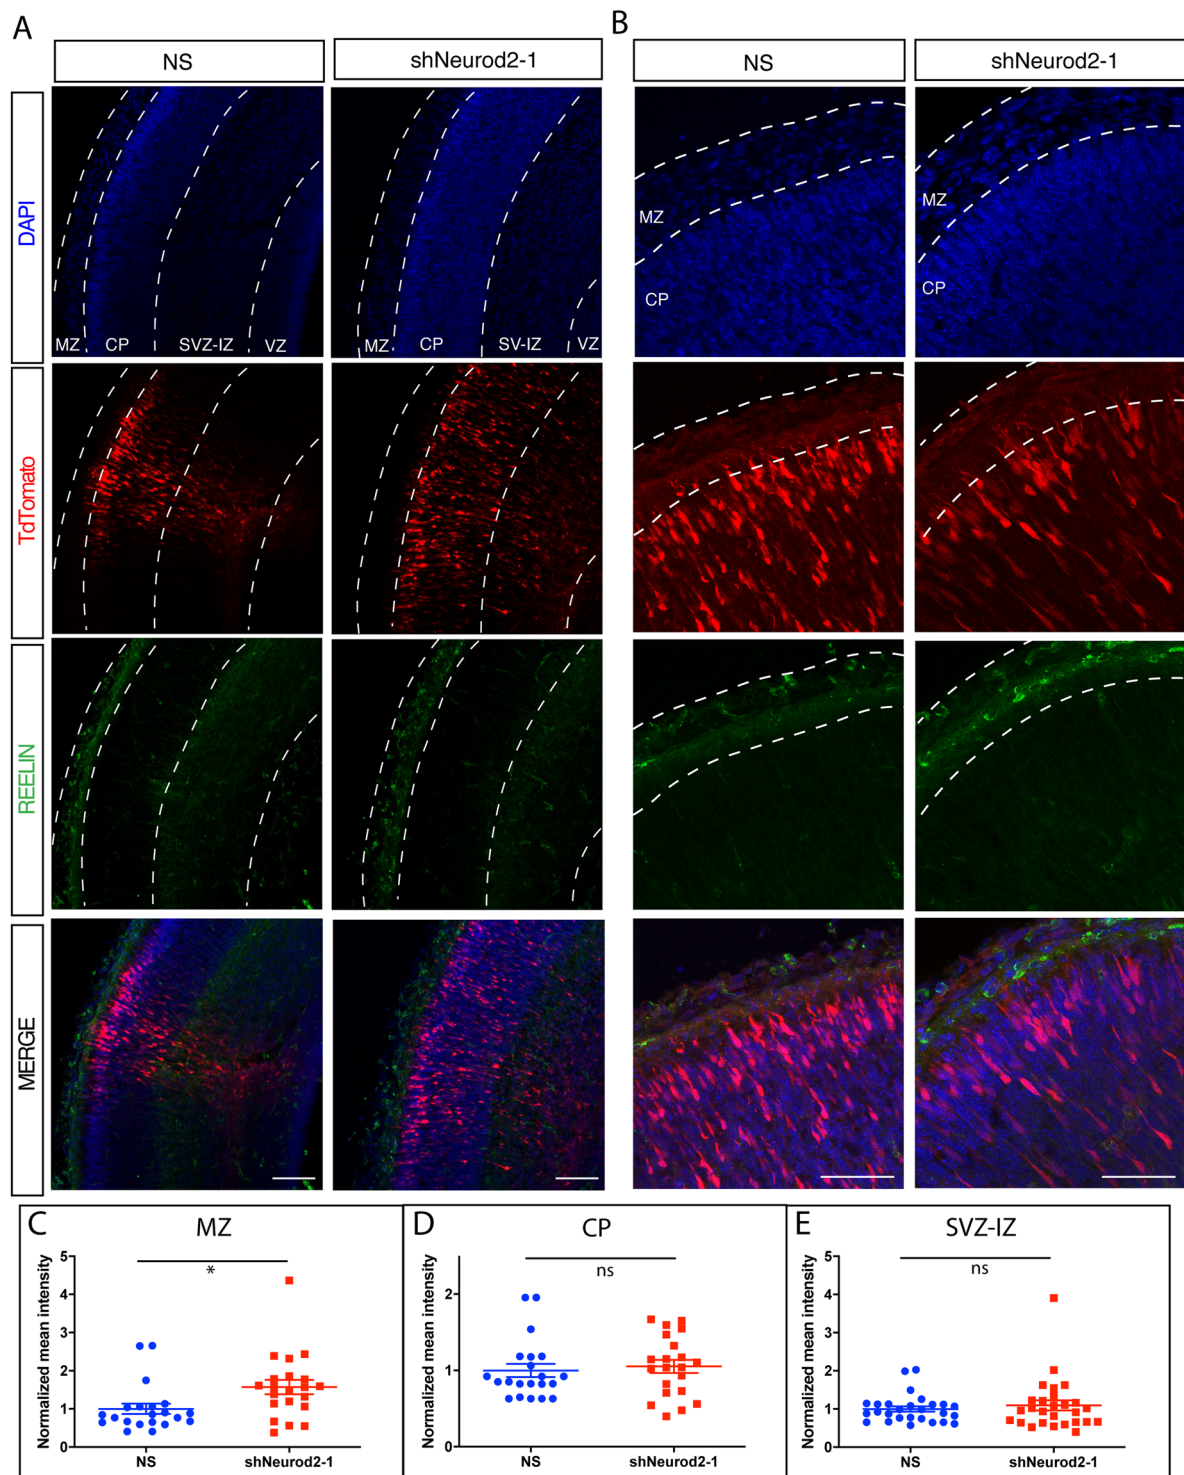 A
B
NS
shNeurod2-1
NS
shNeurod2-1
DAPI
MZ
CP
SVZ-IZ
VZ
MZ
CP
SV-IZ
VZ
MZ
CP
MZ
CP
TdTomato
REELIN
MERGE
C
MZ
Normalized mean intensity
5
4
3
2
1
0
*
NS
shNeurod2-1
D
CP
Normalized mean intensity
2
1
0
ns
NS
shNeurod2-1
E
SVZ-IZ
Normalized mean intensity
5
4
3
2
1
0
ns
NS
shNeurod2-1